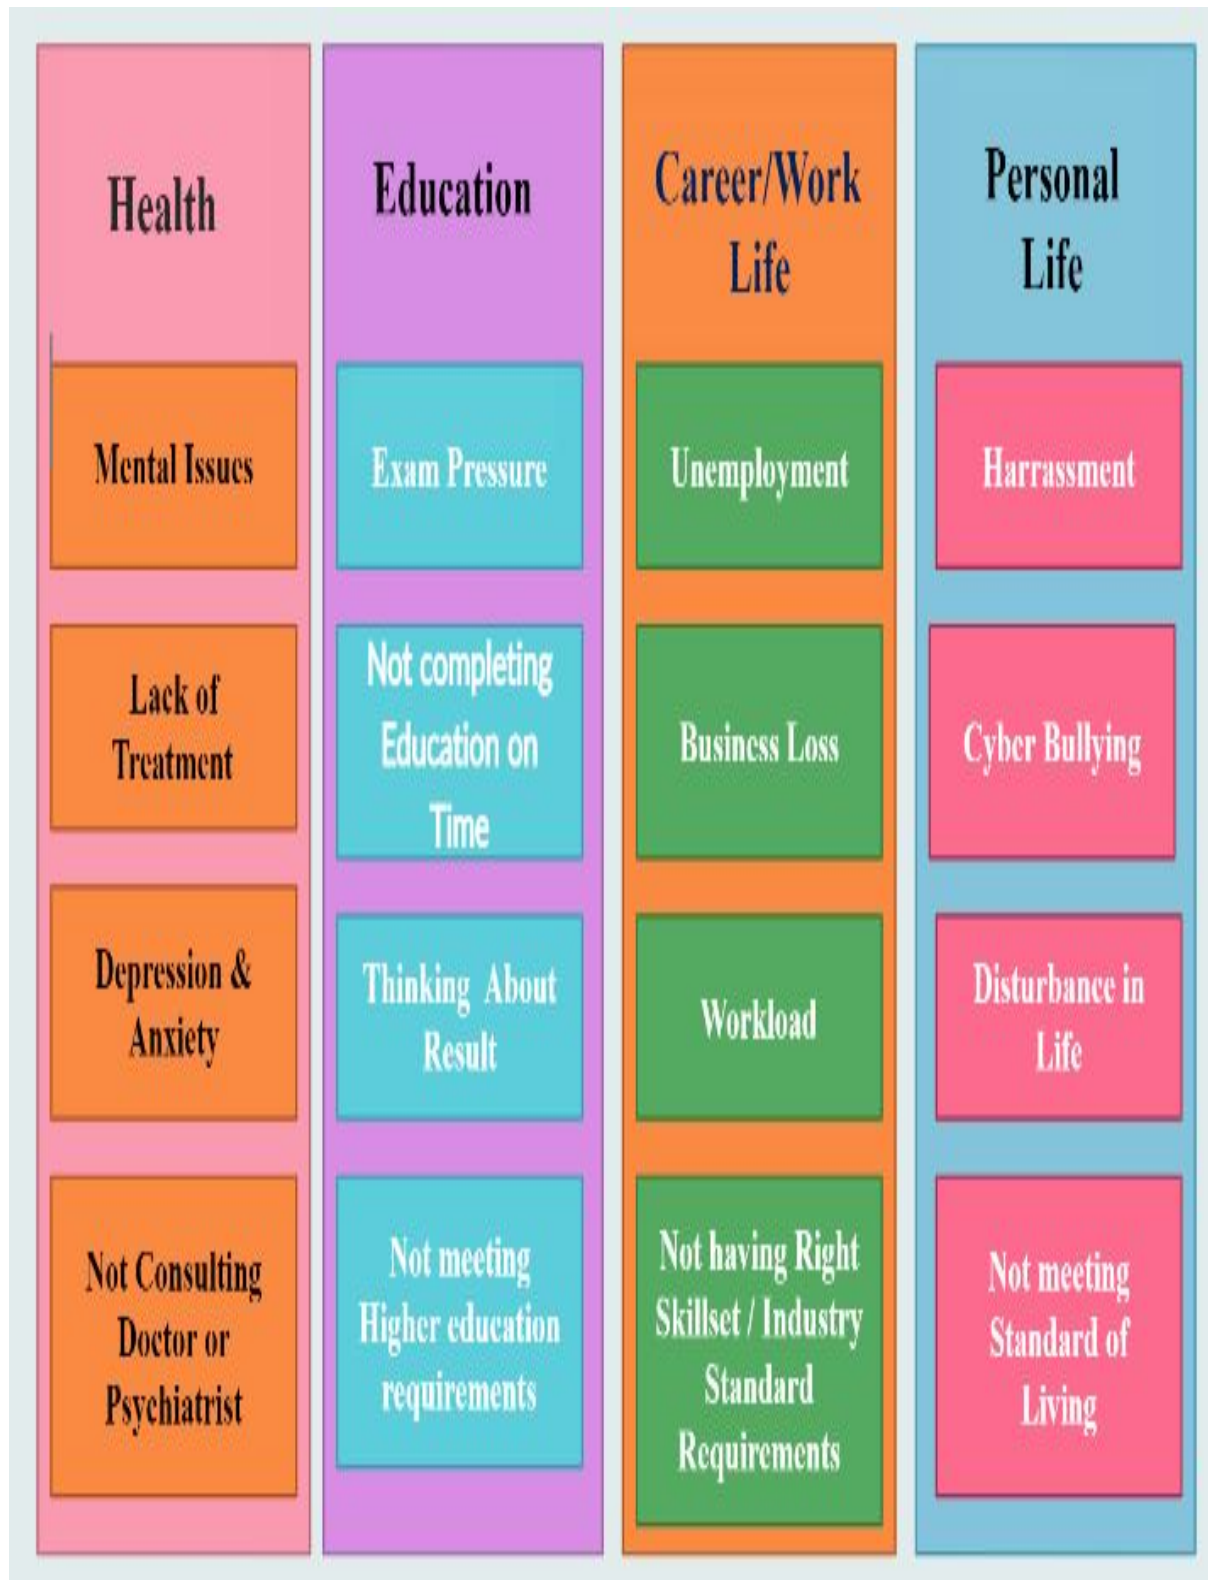 Health
Mental Issues
Lack of
Treatment
Depression &
Anxiety
Not Consulting
Doctor or
Psychiatrist
Education
Exam Pressure
Not completing
Education on
Time
Thinking About
Result
Not meeting
Higher education
requirements
Career/Work
Life
Unemployment
Business Loss
Workload
Not having Right
Skillset / Industry
Standard
Requirements
Personal
Life
Harrassment
Cyber Bullying
Disturbance in
Life
Not meeting
Standard of
Living